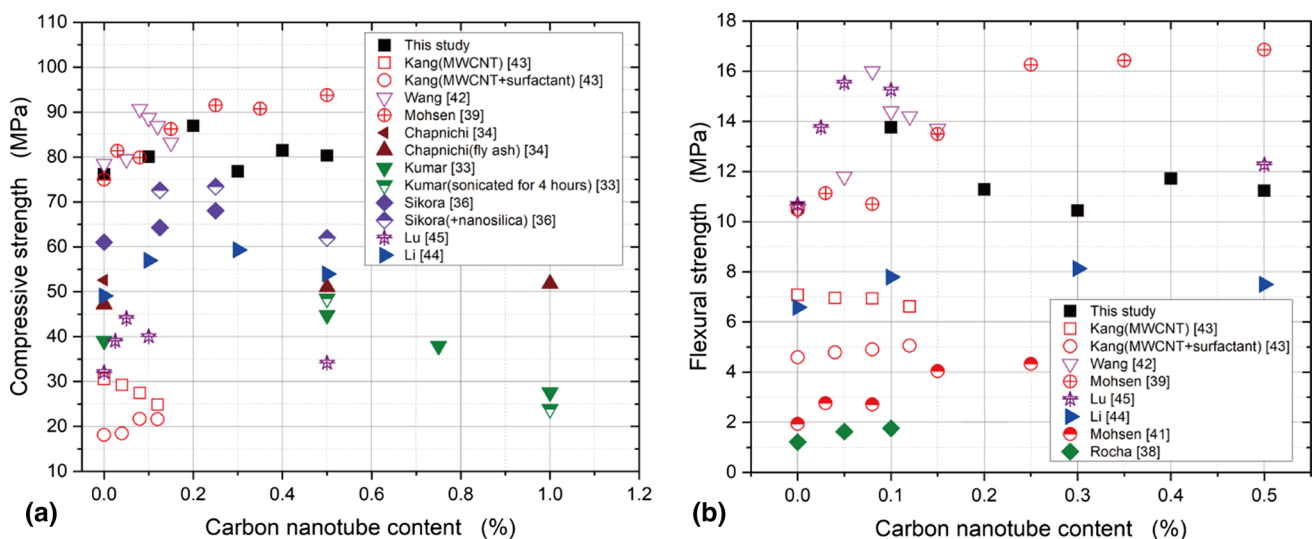 110
100
90
80
70
60
50
40
30
20
10
Compressive strength (MPa)
This study
Kang(MWCNT) [43]
Kang(MWCNT+surfactant) [43]
Wang [42]
Mohsen [39]
Chapnichi [34]
Chapnichi(fly ash) [34]
Kumar [33]
Kumar(sonicated for 4 hours) [33]
Sikora [36]
Sikora(+nanosilica) [36]
Lu [45]
Li [44]
0.0 0.2 0.4 0.6 0.8 1.0 1.2
(a) Carbon nanotube content (%)
18
16
14
12
10
8
6
4
2
0
Flexural strength (MPa)
This study
Kang(MWCNT) [43]
Kang(MWCNT+surfactant) [43]
Wang [42]
Mohsen [39]
Lu [45]
Li [44]
Mohsen [41]
Rocha [38]
0.0 0.1 0.2 0.3 0.4 0.5
(b) Carbon nanotube content (%)